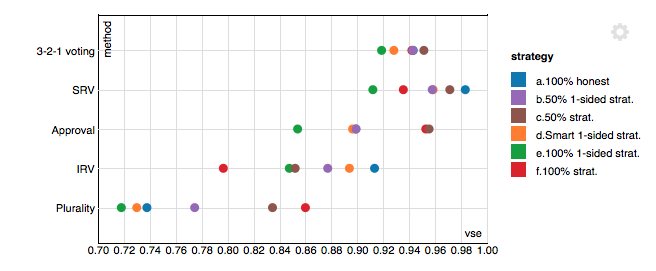 method
3-2-1 voting
SRV
Approval
IRV
Plurality
vse
0.70 0.72 0.74 0.76 0.78 0.80 0.82 0.84 0.86 0.88 0.90 0.92 0.94 0.96 0.98 1.00
strategy
a.100% honest
b.50% 1-sided strat.
c.50% strat.
d.Smart 1-sided strat.
e.100% 1-sided strat.
f.100% strat.